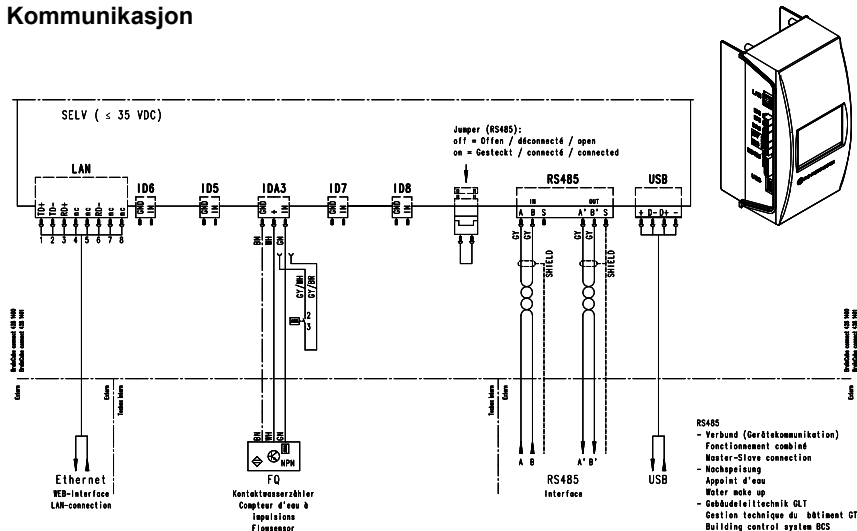 Kommunikasjon
SELV ( ≤ 35 VDC)
Jumper (RS485):
off = Offen / déconnecté / open
on = Gesteckt / connecté / connected
LAN
ID6
ID5
IDA3
ID7
ID8
RS485
USB
IN
OUT
TD+
TD-
RD+
nc
nc
RD-
nc
nc
GND
IN
GND
IN
GND
+
IN
GND
IN
GND
IN
A B S
A' B' S
+ D- D+ -
1 2 3 4 5 6 7 8
BN
WH
GN
GY/WH
GY/BR
2
3
GY
GY
SHIELD
GY
GY
SHIELD
Extern
Extern
Extern
Extern
BN
WH
GN
NPN
A B
A' B'
Ethernet
WEB-Interface
LAN-connection
FQ
Kontaktwasserzähler
Compteur d'eau à
impulsions
Flowsensor
RS485
Interface
USB
RS485
- Verbund (Gerätekommunikation)
Fonctionnement combiné
Master-Slave connection
- Nachspeisung
Appoint d'eau
Water make up
- Gebäudeleittechnik GLT
Gestion technique du bâtiment GT
Building control system BCS